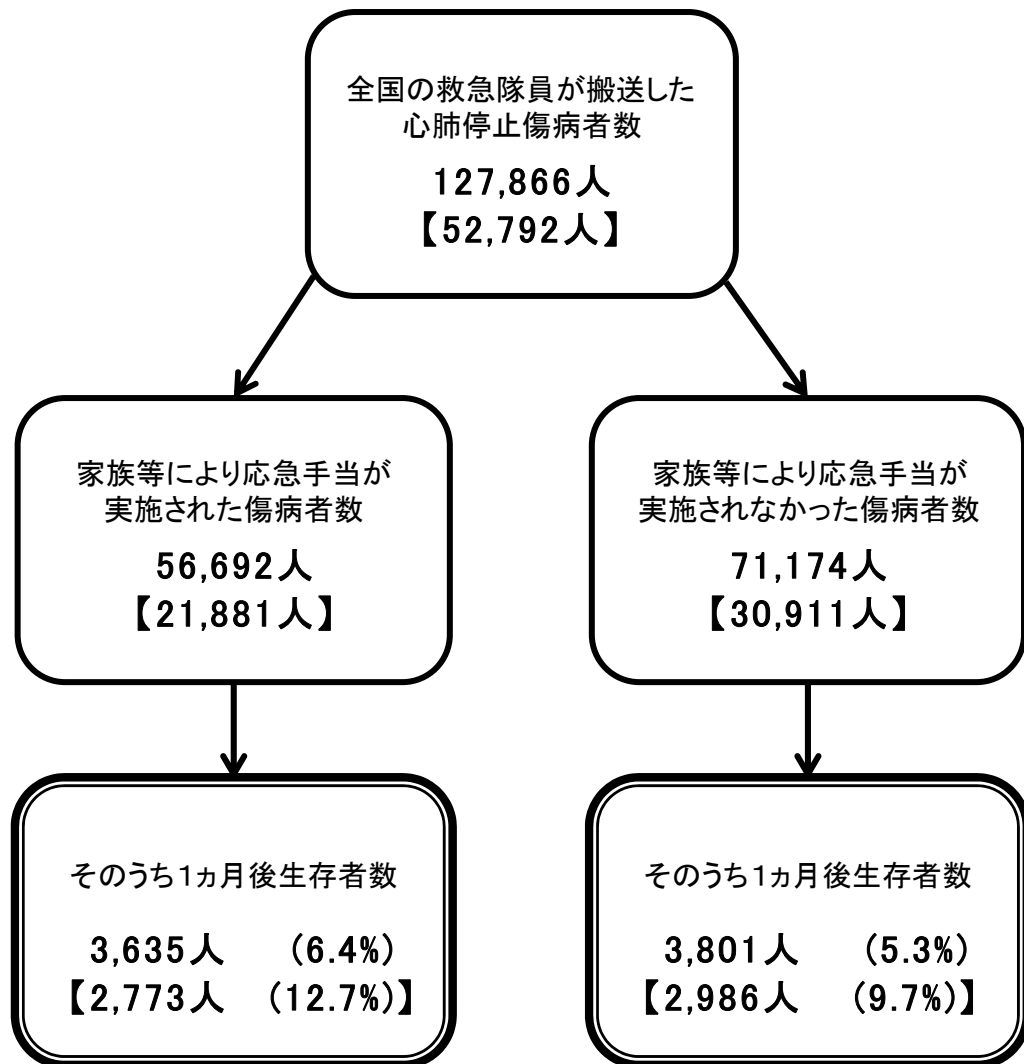 全国の救急隊員が搬送した
心肺停止傷病者数
127,866人
【52,792人】
家族等により応急手当が
実施された傷病者数
56,692人
【21,881人】
家族等により応急手当が
実施されなかった傷病者数
71,174人
【30,911人】
そのうち1ヵ月後生存者数
3,635人 (6.4%)
【2,773人 (12.7%)】
そのうち1ヵ月後生存者数
3,801人 (5.3%)
【2,986人 (9.7%)】